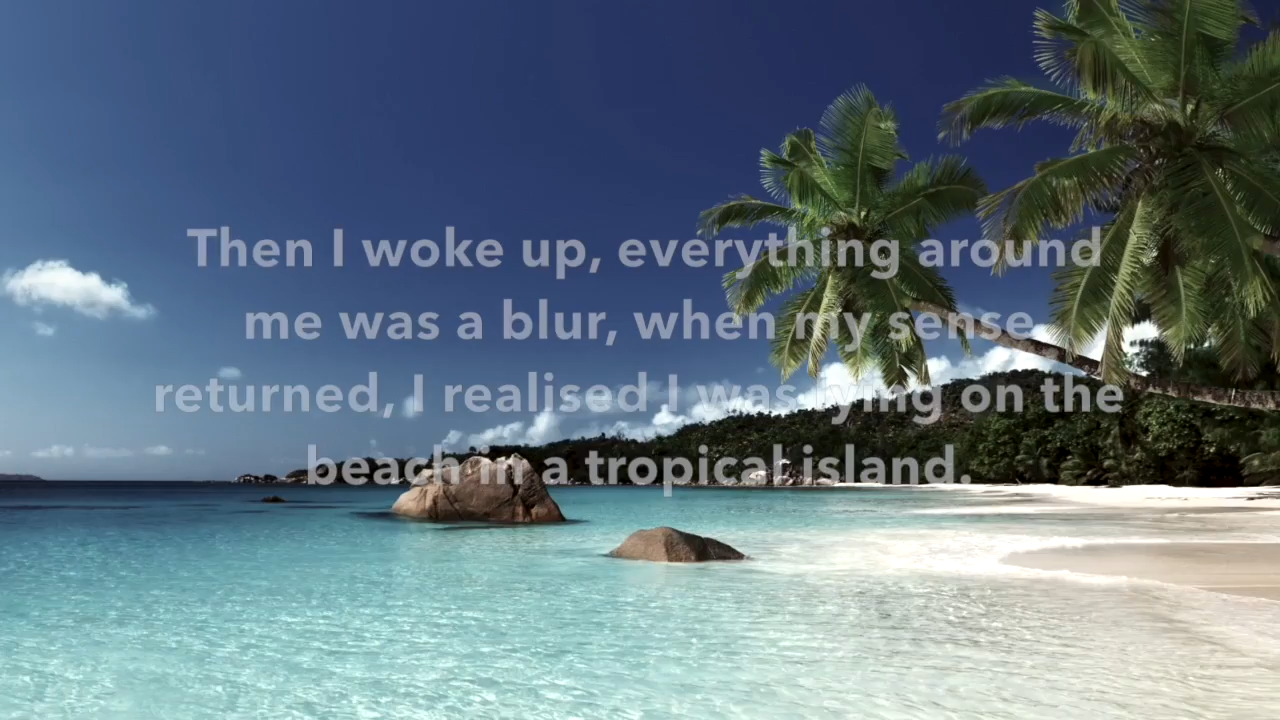 Then I woke up, everything around
me was a blur, when my sense
returned, I realised I was lying on the
beach in a tropical island.